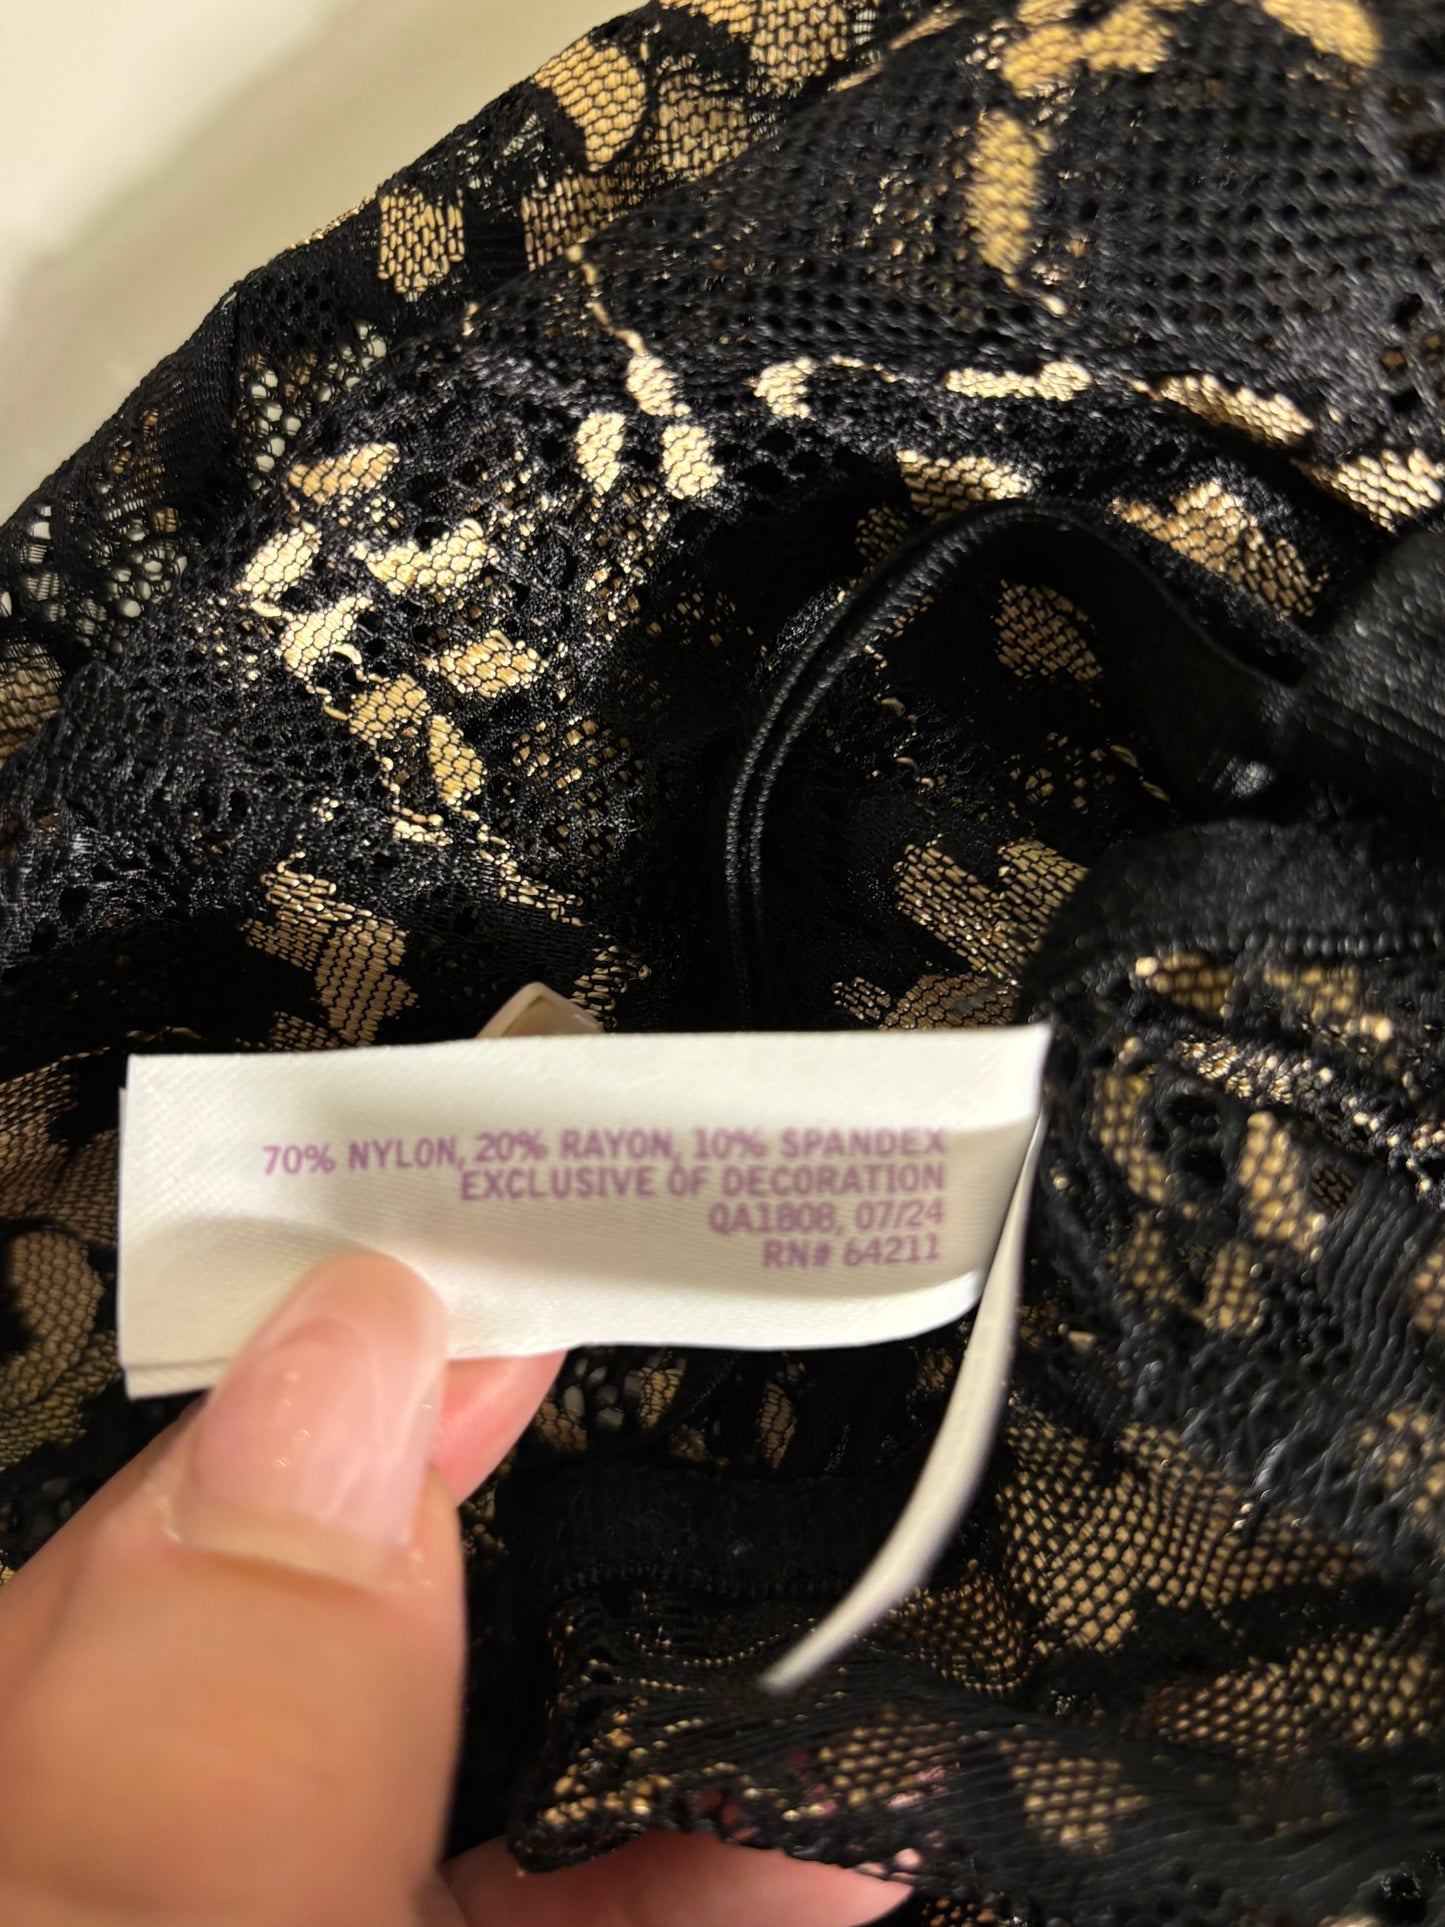 70% NYLON, 20% RAYON, 10% SPANDEX
EXCLUSIVE OF DECORATION
QA1808, 07/24
RN# 64211